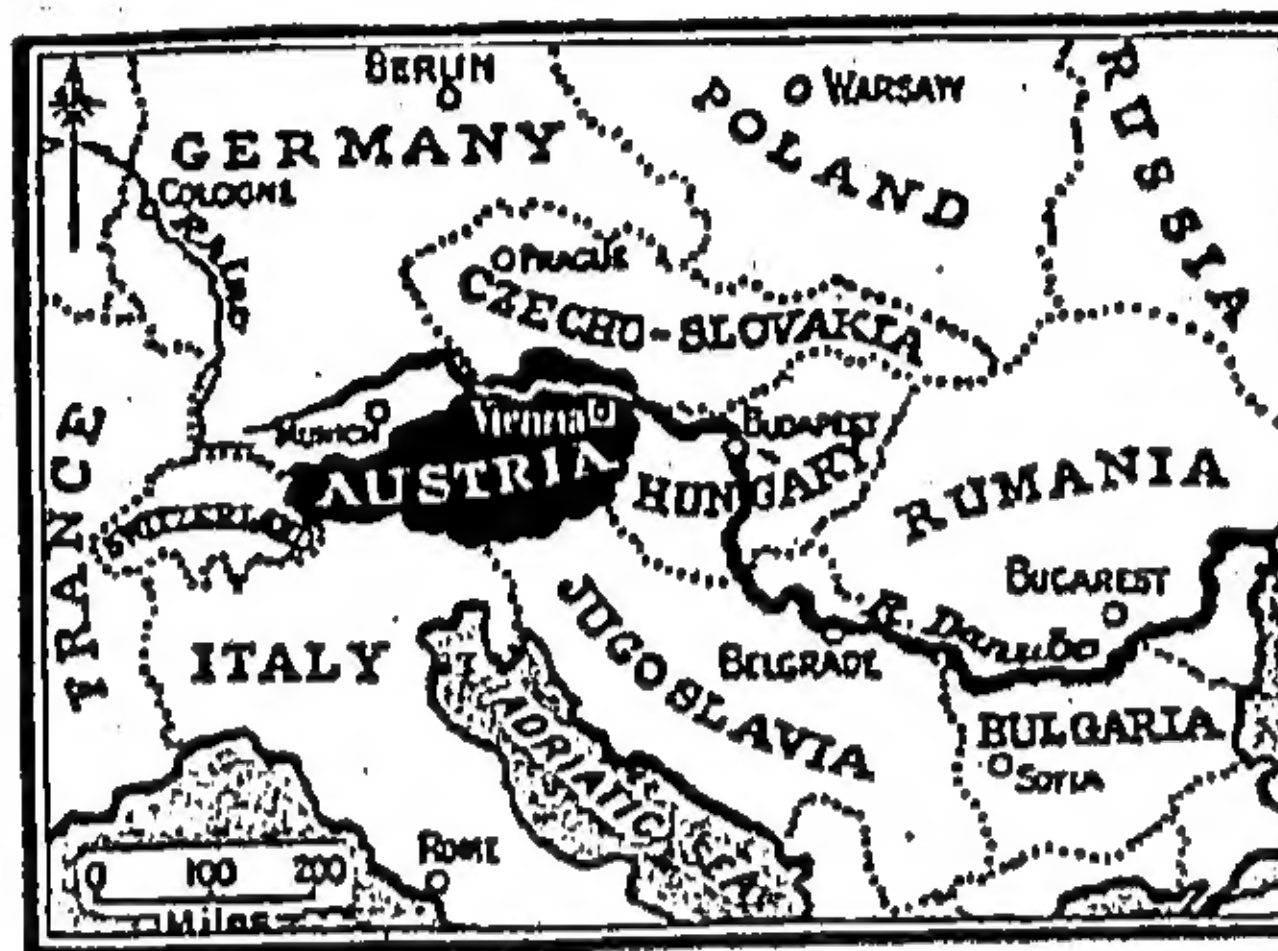 BERLIN
WARSAW
GERMANY
POLAND
RUSSIA
COLOGNE
PRAGUE
CZECHO-SLOVAKIA
FRANCE
MUNICH
Vienna
AUSTRIA
BUDAPEST
HUNGARY
RUMANIA
SWITZERLAND
BUCAREST
ITALY
JUGOSLAVIA
BELGRADE
R. Danube
ADRIATIC SEA
BULGARIA
SOFIA
ROME
0 100 200
Miles